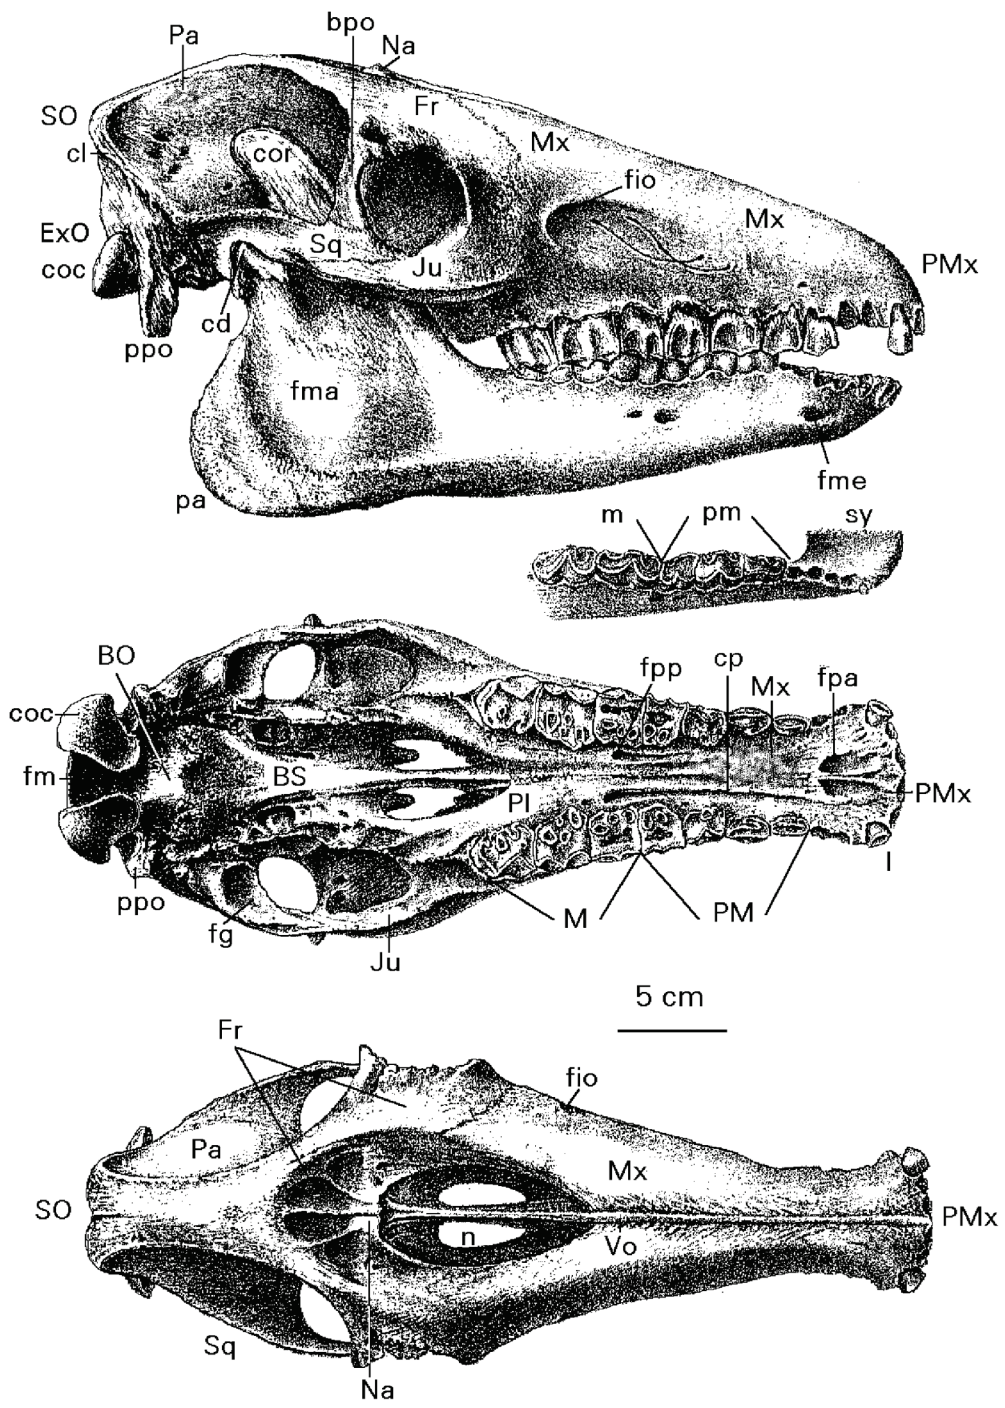 bpo
Pa
Na
SO
Fr
Mx
cl
cor
fio
Mx
ExO
Sq
coc
Ju
PMx
cd
ppo
fma
fme
pa
m
pm
sy
BO
fpp
cp
Mx
fpa
coc
fm
BS
Pl
PMx
I
ppo
fg
M
PM
Ju
5 cm
Fr
fio
Pa
Mx
SO
PMx
n
Vo
Sq
Na